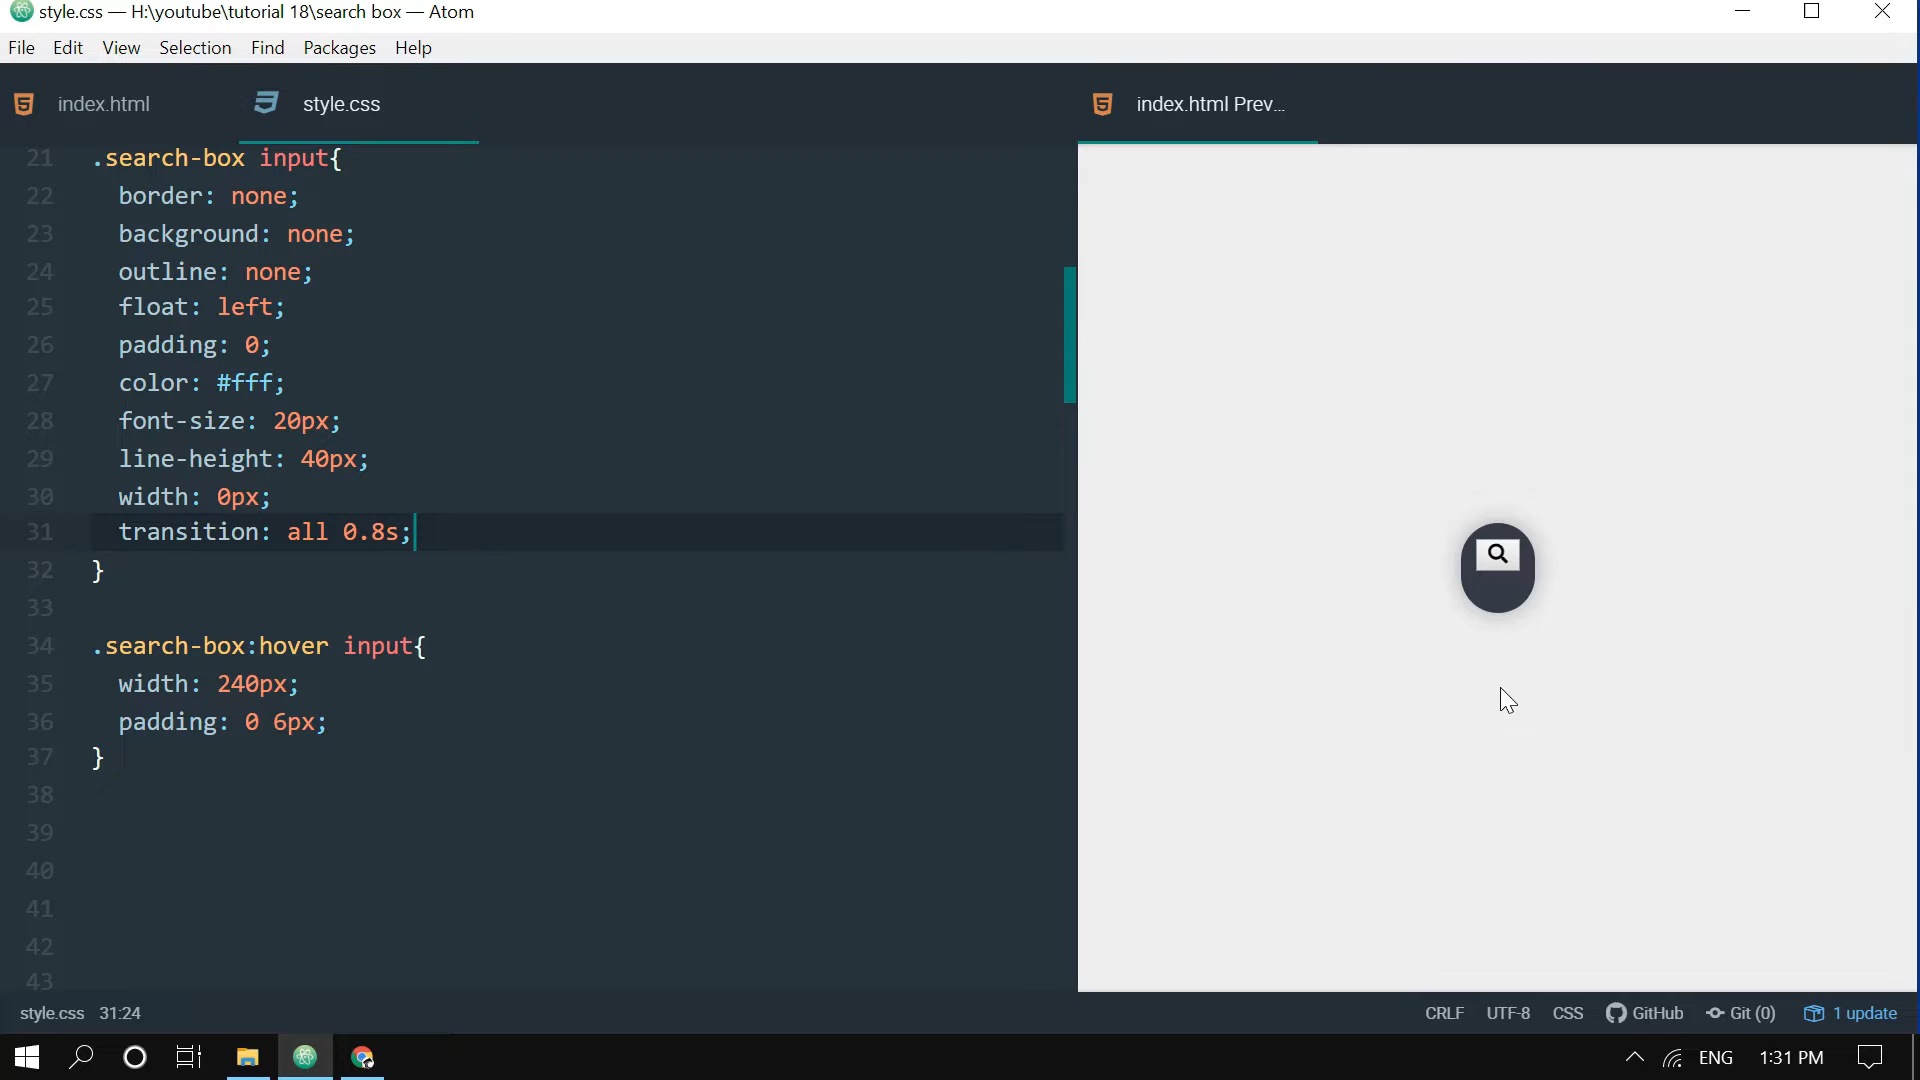 style.css — H:\youtube\tutorial 18\search box — Atom
File Edit View Selection Find Packages Help
index.html style.css index.html Prev...
21 .search-box input{
22 border: none;
23 background: none;
24 outline: none;
25 float: left;
26 padding: 0;
27 color: #fff;
28 font-size: 20px;
29 line-height: 40px;
30 width: 0px;
31 transition: all 0.8s;
32 }
33
34 .search-box:hover input{
35 width: 240px;
36 padding: 0 6px;
37 }
38
39
40
41
42
43
style.css 31:24 CRLF UTF-8 CSS GitHub Git (0) 1 update
ENG 1:31 PM